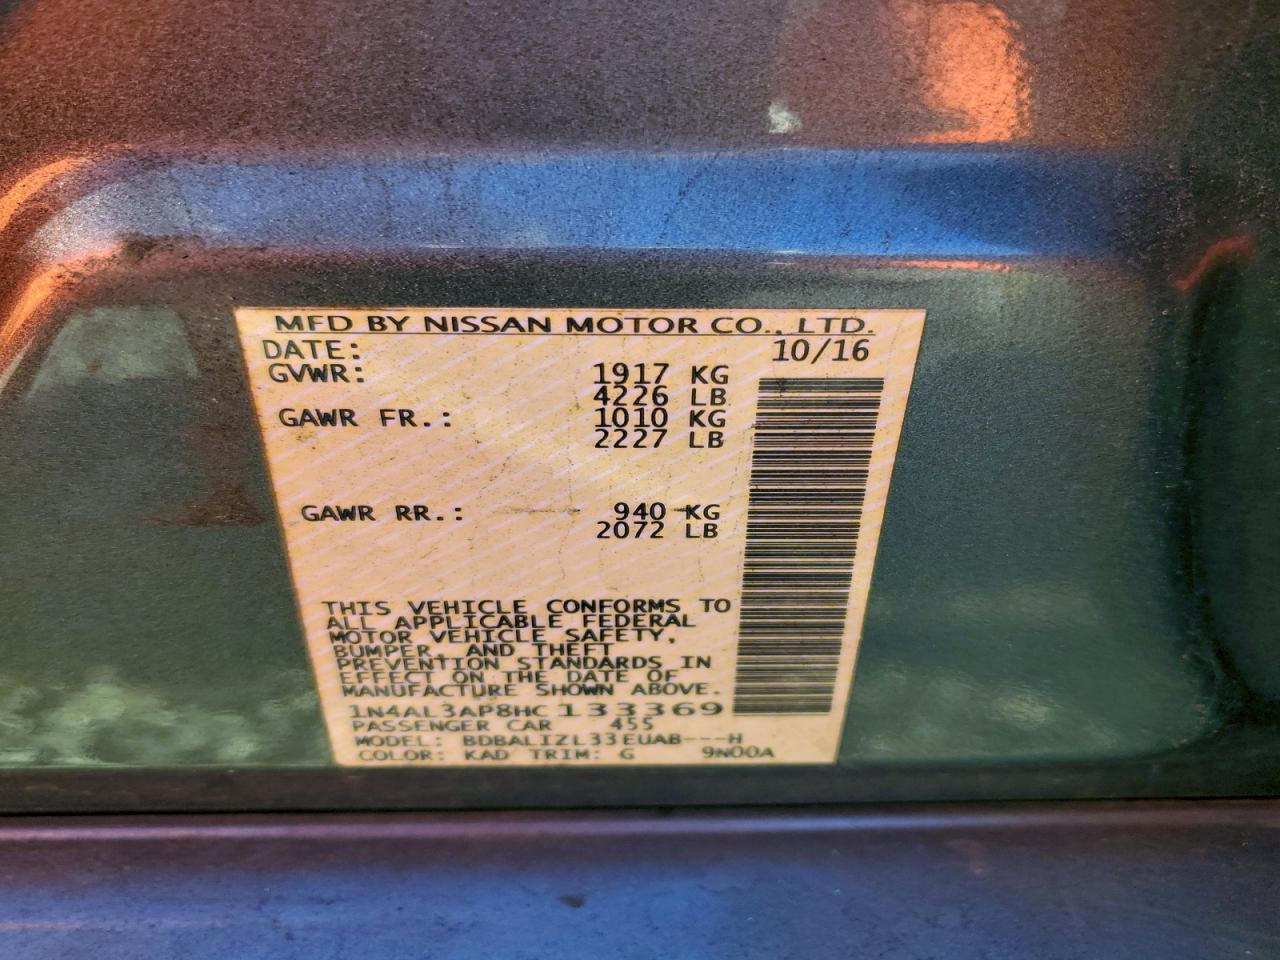 MFD BY NISSAN MOTOR CO., LTD.
DATE: 10/16
GVWR: 1917 KG
4226 LB
GAWR FR.: 1010 KG
2227 LB
GAWR RR.: 940 KG
2072 LB
THIS VEHICLE CONFORMS TO
ALL APPLICABLE FEDERAL
MOTOR VEHICLE SAFETY,
BUMPER, AND THEFT
PREVENTION STANDARDS IN
EFFECT ON THE DATE OF
MANUFACTURE SHOWN ABOVE.
1N4AL3AP8HC133369
PASSENGER CAR 455
MODEL: BDBALIZL33EUAB---H
COLOR: KAD TRIM: G 9N00A